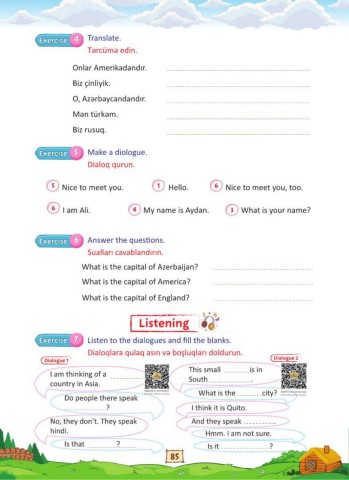 Exercise 4 Translate.
Tərcümə edin.
Onlar Amerikadandır.
Biz çinliyik.
O, Azərbaycandandır.
Mən türkəm.
Biz rusuq.
Exercise 5 Make a diologue.
Dialoq qurun.
5 Nice to meet you. 1 Hello. 6 Nice to meet you, too.
6 I am Ali. 4 My name is Aydan. 3 What is your name?
Exercise 6 Answer the questions.
Sualları cavablandırın.
What is the capital of Azerbaijan?
What is the capital of America?
What is the capital of England?
Listening
Exercise 7 Listen to the dialogues and fill the blanks.
Dialoqlara qulaq asın və boşluqları doldurun.
Dialogue 1
I am thinking of a
country in Asia.
Do people there speak
?
No, they don't. They speak
hindi.
Is that ?
Dialogue 2
This small is in
South .
What is the city?
I think it is Quito.
And they speak .
Hmm. I am not sure.
Is it ?
85